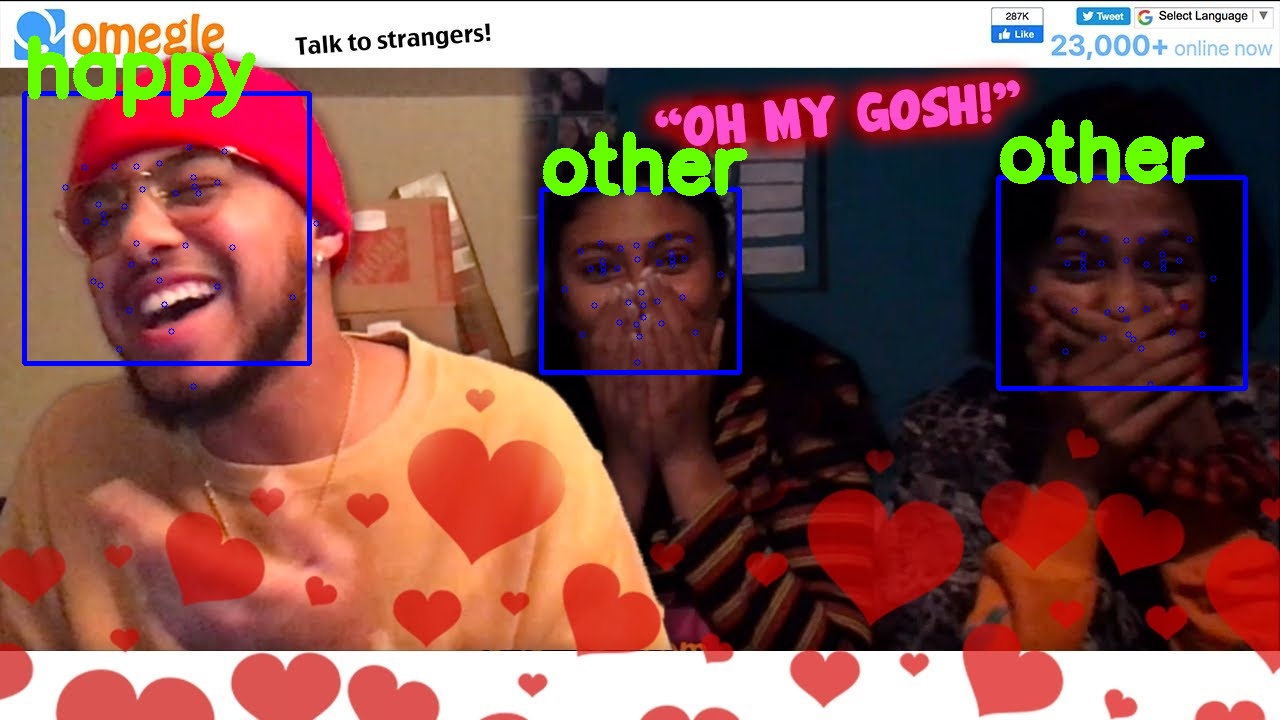 omegle
Talk to strangers!
287K
Like
Tweet
Select Language
23,000+ online now
happy
"OH MY GOSH!"
other
other